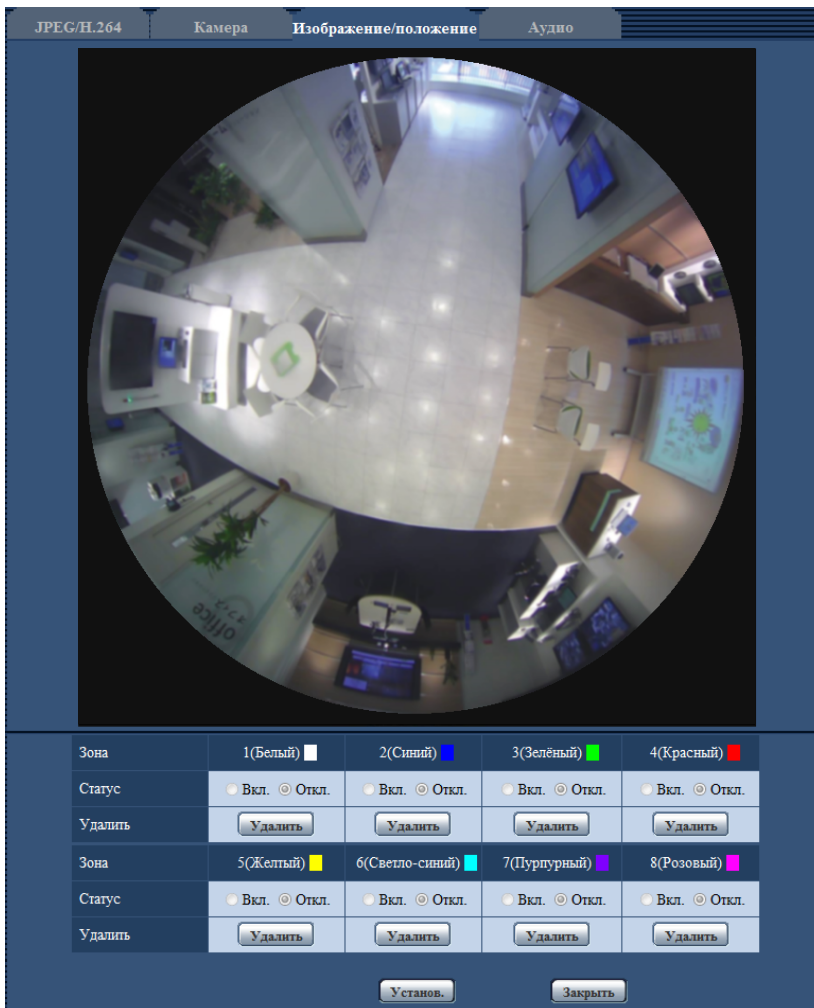 JPEG/H.264 Камера Изображение/положение Аудио
office
Зона 1(Белый) 2(Синий) 3(Зелёный) 4(Красный)
Статус Вкл. Откл. Вкл. Откл. Вкл. Откл. Вкл. Откл.
Удалить Удалить Удалить Удалить Удалить
Зона 5(Желтый) 6(Светло-синий) 7(Пурпурный) 8(Розовый)
Статус Вкл. Откл. Вкл. Откл. Вкл. Откл. Вкл. Откл.
Удалить Удалить Удалить Удалить Удалить
Установ. Закрыть